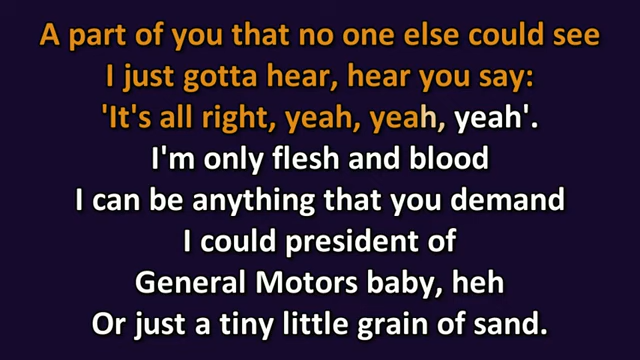 A part of you that no one else could see
I just gotta hear, hear you say:
'It's all right, yeah, yeah, yeah'.
I'm only flesh and blood
I can be anything that you demand
I could president of
General Motors baby, heh
Or just a tiny little grain of sand.